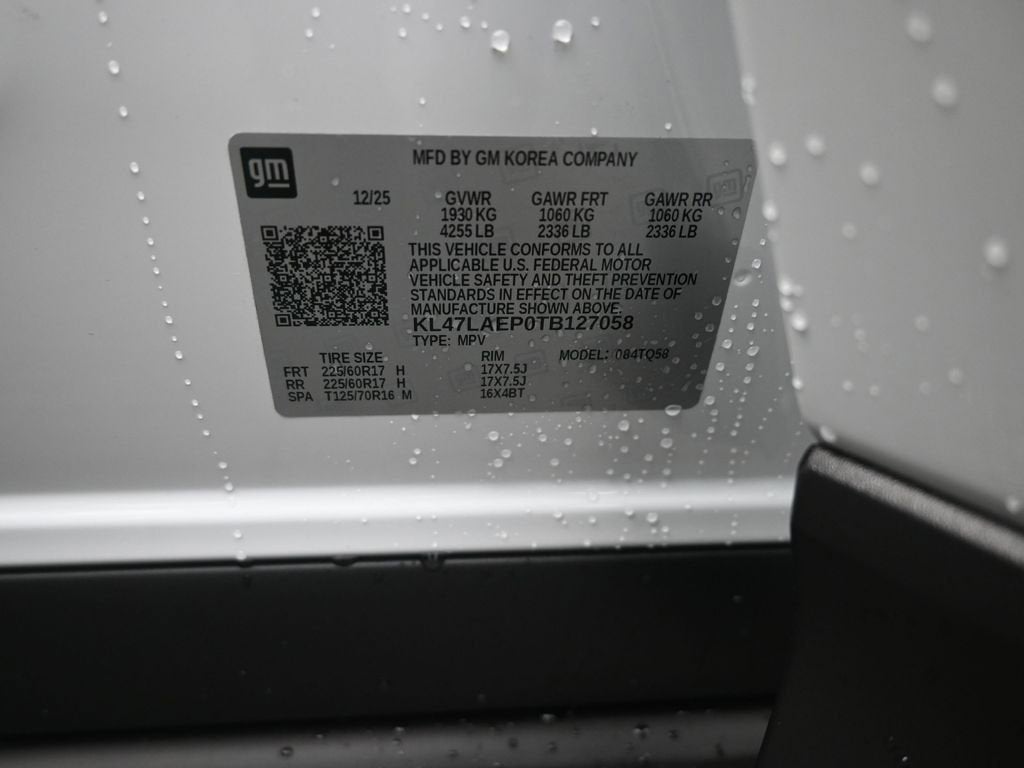 gm
MFD BY GM KOREA COMPANY
12/25 GVWR GAWR FRT GAWR RR
1930 KG 1060 KG 1060 KG
4255 LB 2336 LB 2336 LB
THIS VEHICLE CONFORMS TO ALL
APPLICABLE U.S. FEDERAL MOTOR
VEHICLE SAFETY AND THEFT PREVENTION
STANDARDS IN EFFECT ON THE DATE OF
MANUFACTURE SHOWN ABOVE.
KL47LAEP0TB127058
TYPE: MPV
TIRE SIZE RIM MODEL: 084TQ58
FRT 225/60R17 H 17X7.5J
RR 225/60R17 H 17X7.5J
SPA T125/70R16 M 16X4BT